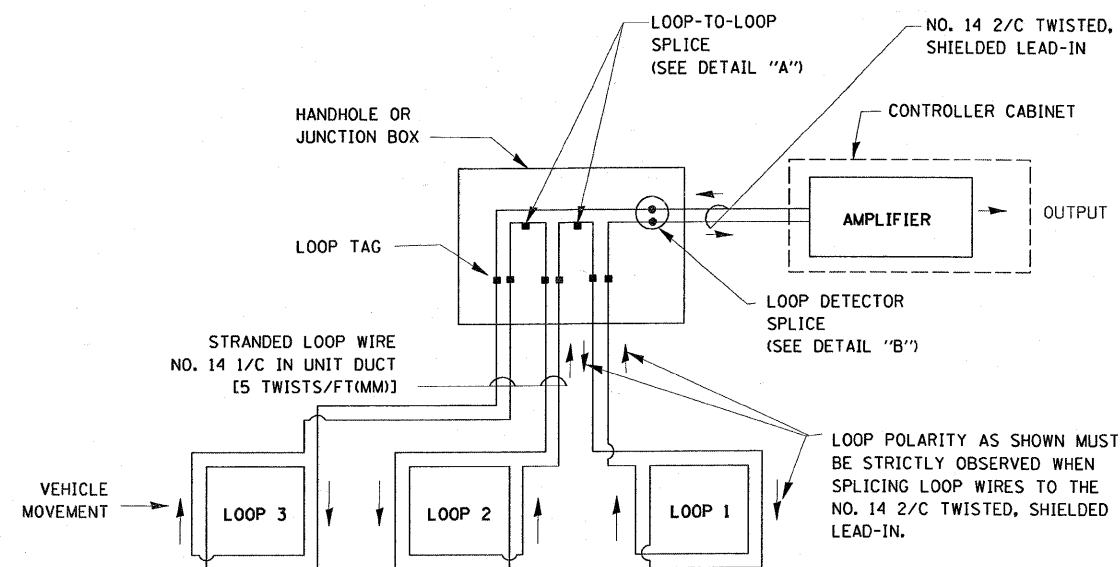 LOOP-TO-LOOP
SPLICE
(SEE DETAIL "A")
NO. 14 2/C TWISTED,
SHIELDED LEAD-IN
HANDHOLE OR
JUNCTION BOX
CONTROLLER CABINET
AMPLIFIER
OUTPUT
LOOP TAG
LOOP DETECTOR
SPLICE
(SEE DETAIL "B")
STRANDED LOOP WIRE
NO. 14 1/C IN UNIT DUCT
[5 TWISTS/FT(MM)]
LOOP POLARITY AS SHOWN MUST
BE STRICTLY OBSERVED WHEN
SPLICING LOOP WIRES TO THE
NO. 14 2/C TWISTED, SHIELDED
LEAD-IN.
VEHICLE
MOVEMENT
LOOP 3
LOOP 2
LOOP 1